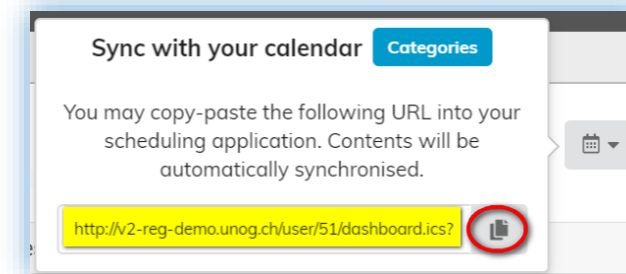 Sync with your calendar Categories
You may copy-paste the following URL into your
scheduling application. Contents will be
automatically synchronised.
http://v2-reg-demo.unog.ch/user/51/dashboard.ics?